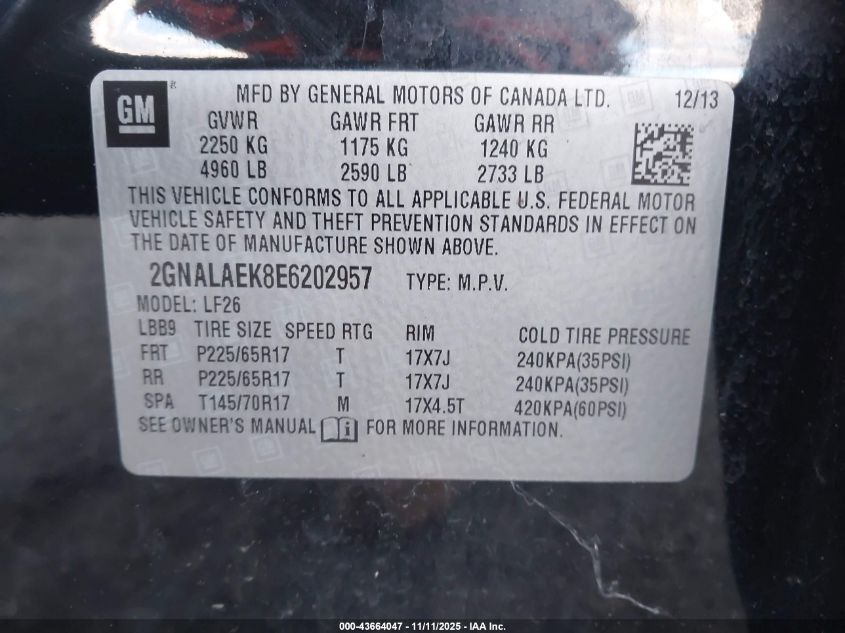 GM
®
MFD BY GENERAL MOTORS OF CANADA LTD. 12/13
GVWR GAWR FRT GAWR RR
2250 KG 1175 KG 1240 KG
4960 LB 2590 LB 2733 LB
THIS VEHICLE CONFORMS TO ALL APPLICABLE U.S. FEDERAL MOTOR
VEHICLE SAFETY AND THEFT PREVENTION STANDARDS IN EFFECT ON
THE DATE OF MANUFACTURE SHOWN ABOVE.
2GNALAEK8E6202957 TYPE: M.P.V.
MODEL: LF26
LBB9 TIRE SIZE SPEED RTG RIM COLD TIRE PRESSURE
FRT P225/65R17 T 17X7J 240KPA(35PSI)
RR P225/65R17 T 17X7J 240KPA(35PSI)
SPA T145/70R17 M 17X4.5T 420KPA(60PSI)
SEE OWNER'S MANUAL i FOR MORE INFORMATION.
000-43664047 - 11/11/2025 - IAA Inc.